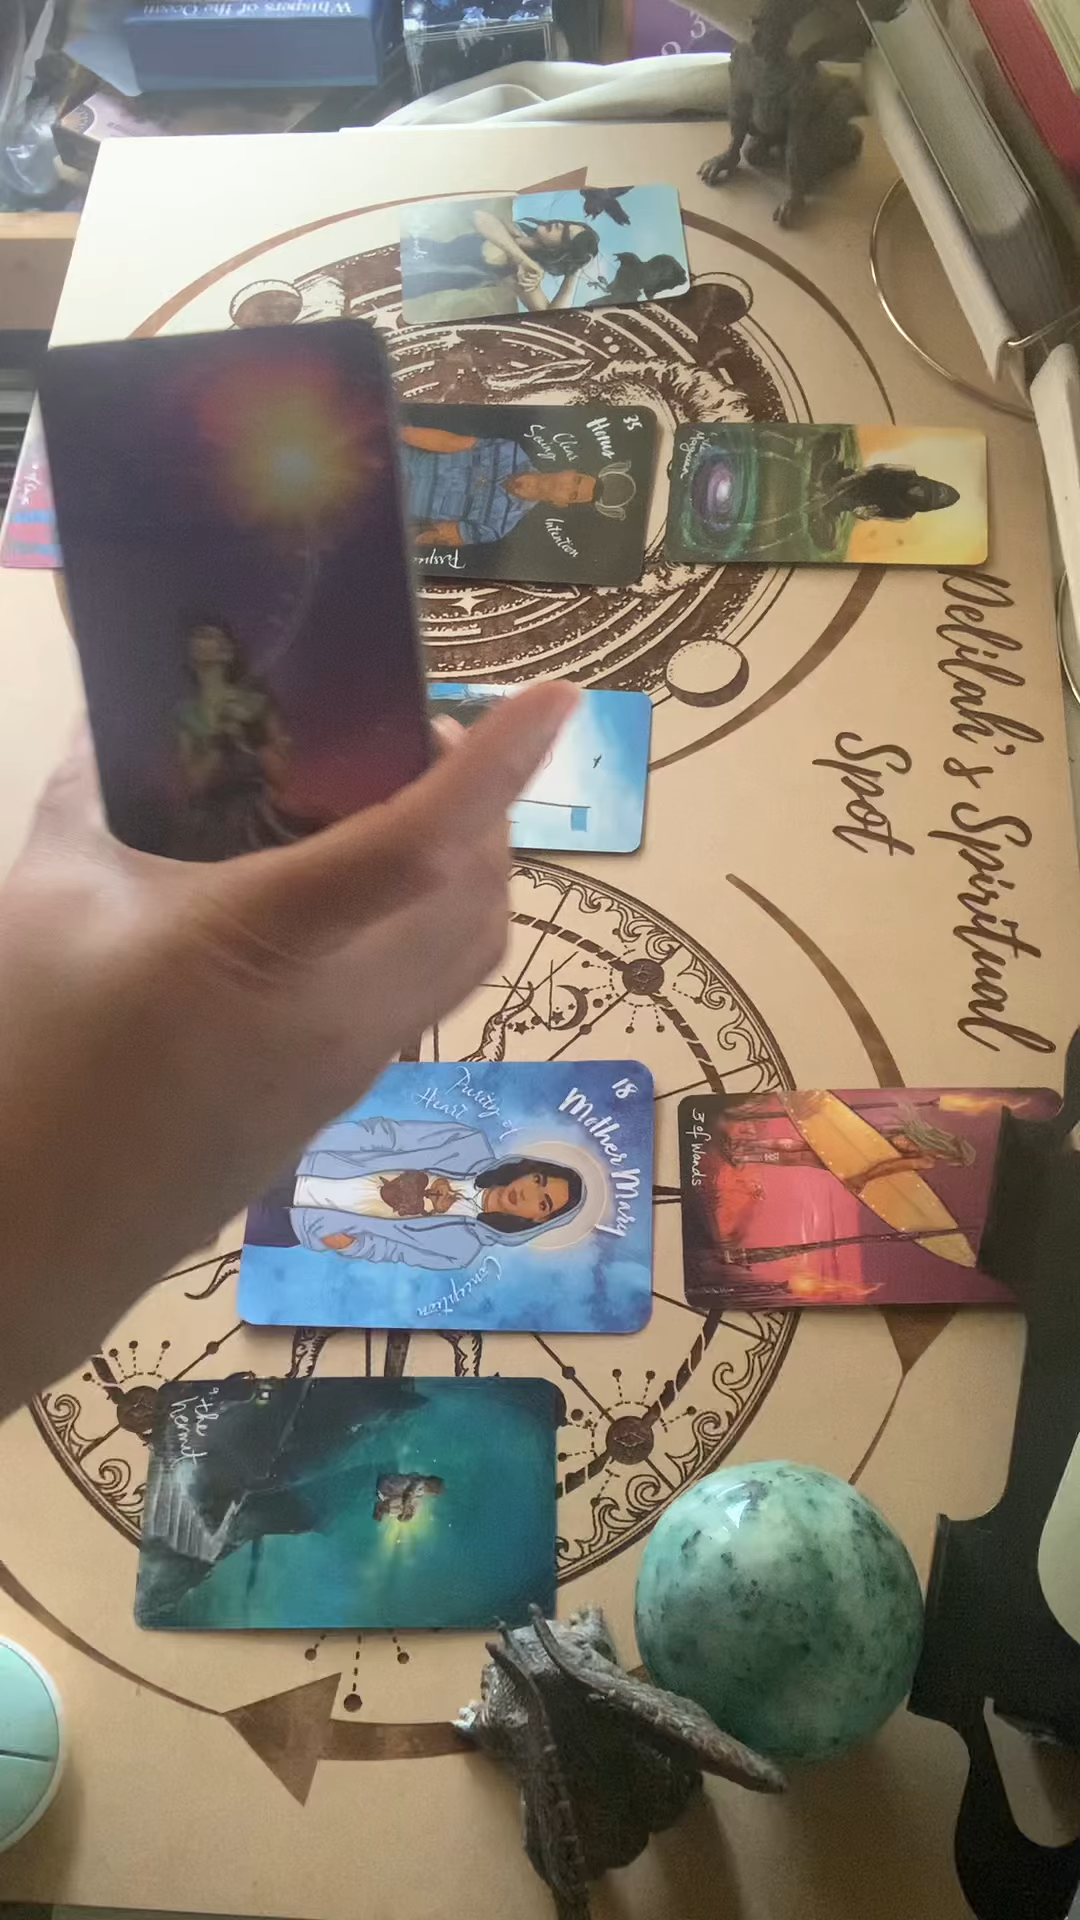 Whispers of the Ocean
3
35
Horus
Clear
Seeing
Intention
Delilah's Spiritual
Spot
18
Mother Mary
Purity of
Heart
Conception
3 of Wands
9 the
hermit